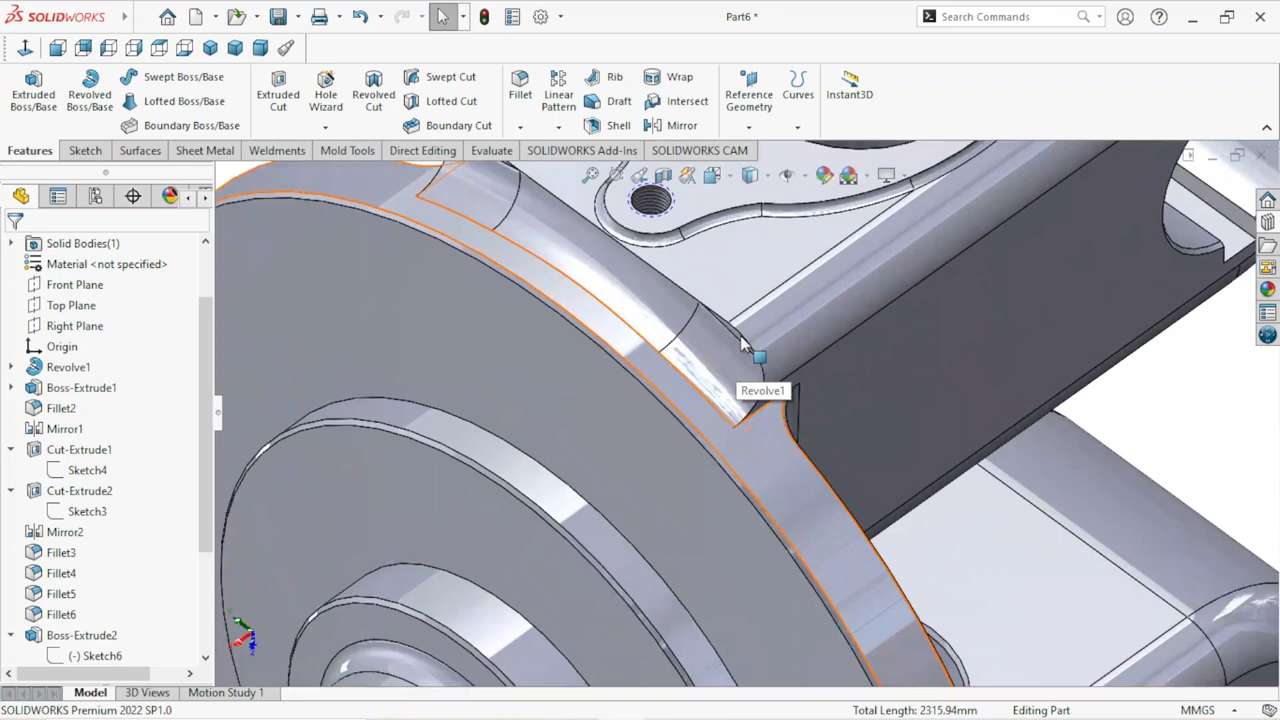 SOLIDWORKS
Part6 *
Search Commands
Extruded Boss/Base
Revolved Boss/Base
Swept Boss/Base
Lofted Boss/Base
Boundary Boss/Base
Extruded Cut
Hole Wizard
Revolved Cut
Swept Cut
Lofted Cut
Boundary Cut
Fillet
Linear Pattern
Rib
Draft
Shell
Wrap
Intersect
Mirror
Reference Geometry
Curves
Instant3D
Features
Sketch
Surfaces
Sheet Metal
Weldments
Mold Tools
Direct Editing
Evaluate
SOLIDWORKS Add-Ins
SOLIDWORKS CAM
Solid Bodies(1)
Material <not specified>
Front Plane
Top Plane
Right Plane
Origin
Revolve1
Boss-Extrude1
Fillet2
Mirror1
Cut-Extrude1
Sketch4
Cut-Extrude2
Sketch3
Mirror2
Fillet3
Fillet4
Fillet5
Fillet6
Boss-Extrude2
(-) Sketch6
Revolve1
Model
3D Views
Motion Study 1
SOLIDWORKS Premium 2022 SP1.0
Total Length: 2315.94mm
Editing Part
MMGS